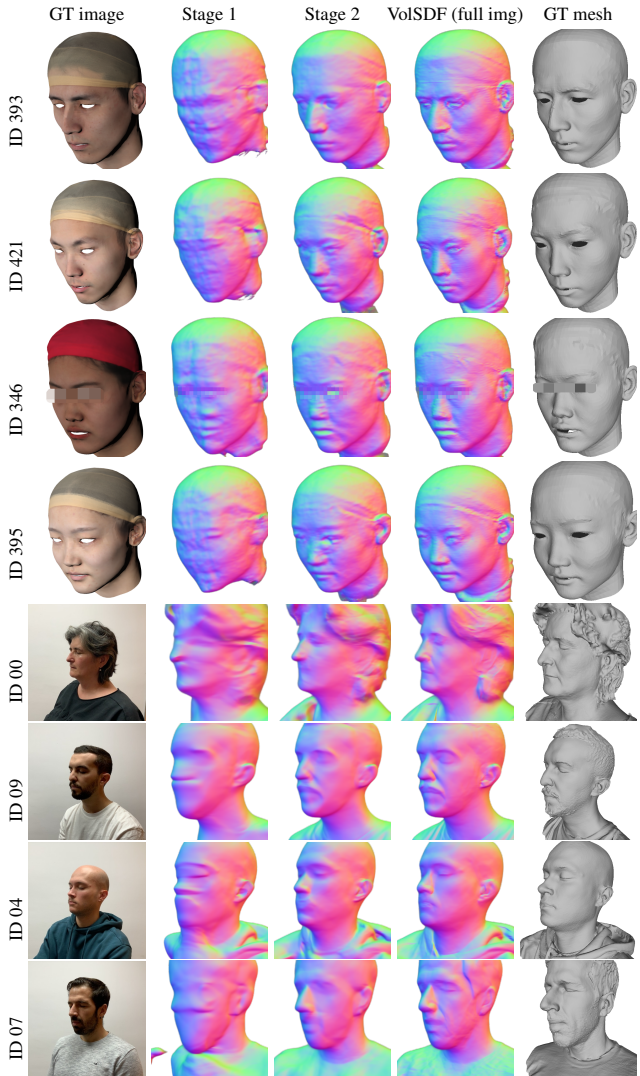 GT image Stage 1 Stage 2 VolSDF (full img) GT mesh
ID 393
ID 421
ID 346
ID 395
ID 00
ID 09
ID 04
ID 07